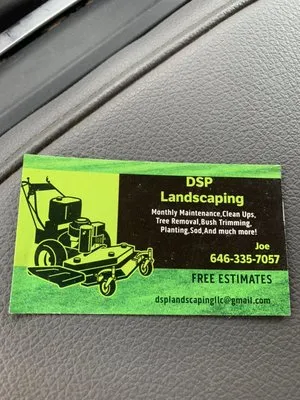 DSP
Landscaping
Monthly Maintenance,Clean Ups,
Tree Removal,Bush Trimming,
Planting,Sod,And much more!
Joe
646-335-7057
FREE ESTIMATES
dsplandscapingllc@gmail.com